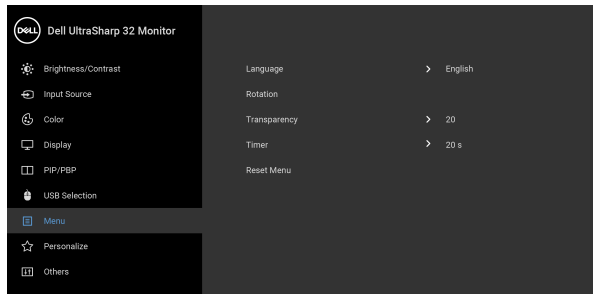 DELL Dell UltraSharp 32 Monitor
Brightness/Contrast
Input Source
Color
Display
PIP/PBP
USB Selection
Menu
Personalize
Others
Language > English
Rotation
Transparency > 20
Timer > 20 s
Reset Menu